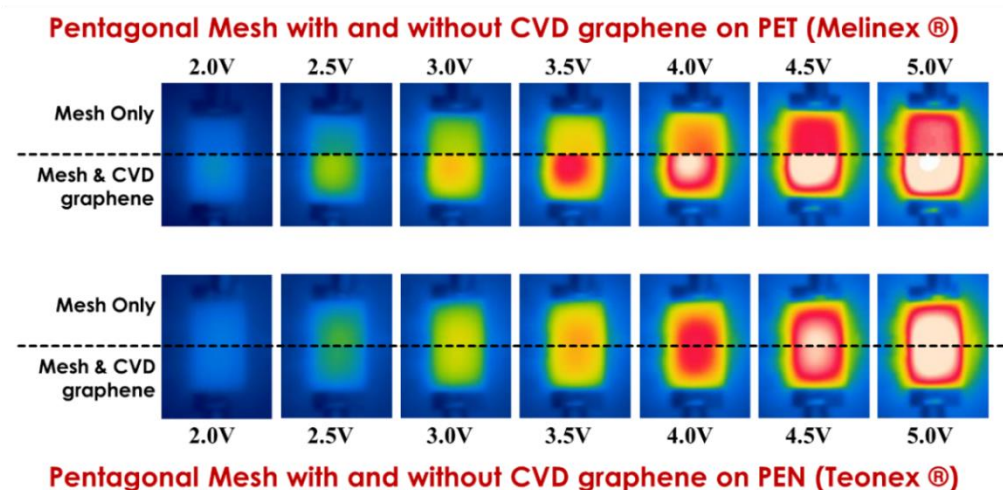 Pentagonal Mesh with and without CVD graphene on PET (Melinex ®)
2.0V 2.5V 3.0V 3.5V 4.0V 4.5V 5.0V
Mesh Only
Mesh & CVD
graphene
Mesh Only
Mesh & CVD
graphene
2.0V 2.5V 3.0V 3.5V 4.0V 4.5V 5.0V
Pentagonal Mesh with and without CVD graphene on PEN (Teonex ®)